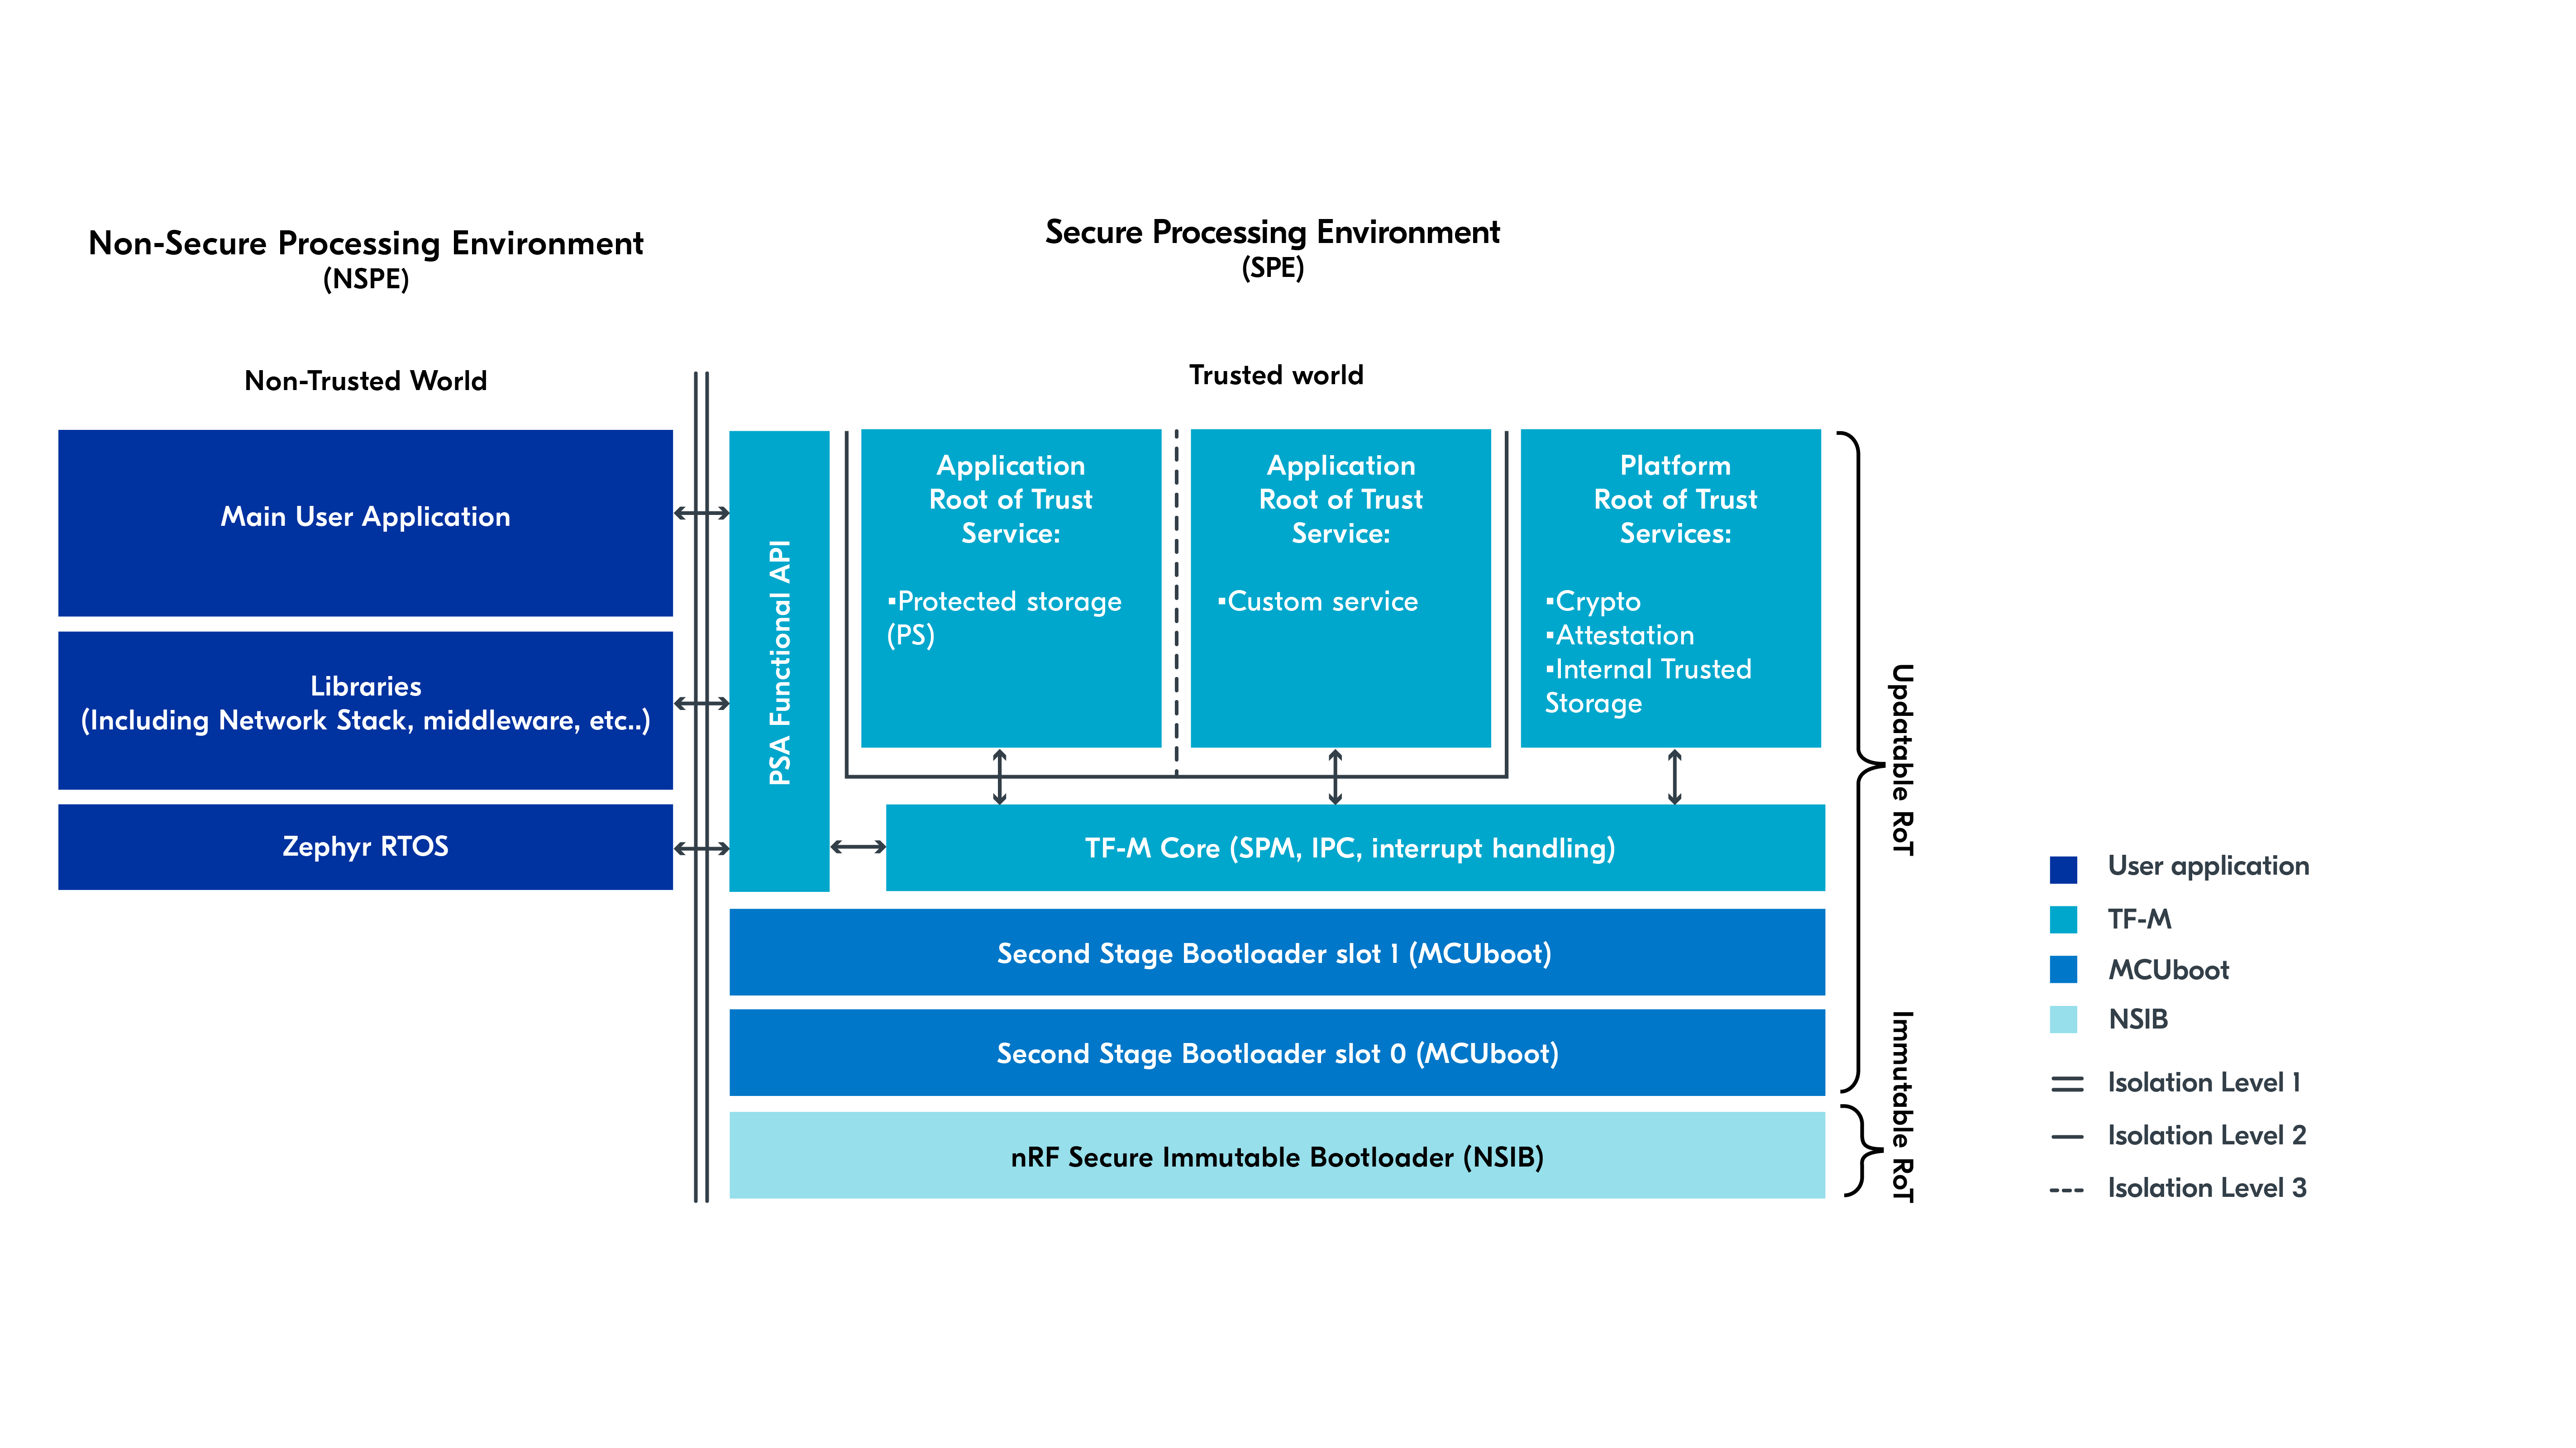 Non-Secure Processing Environment
(NSPE)
Secure Processing Environment
(SPE)
Non-Trusted World
Trusted world
Main User Application
Libraries
(Including Network Stack, middleware, etc..)
Zephyr RTOS
PSA Functional API
Application
Root of Trust
Service:
▪Protected storage
(PS)
Application
Root of Trust
Service:
▪Custom service
Platform
Root of Trust
Services:
▪Crypto
▪Attestation
▪Internal Trusted
Storage
TF-M Core (SPM, IPC, interrupt handling)
Second Stage Bootloader slot 1 (MCUboot)
Second Stage Bootloader slot 0 (MCUboot)
nRF Secure Immutable Bootloader (NSIB)
Updatable RoT
Immutable RoT
User application
TF-M
MCUboot
NSIB
Isolation Level 1
Isolation Level 2
Isolation Level 3